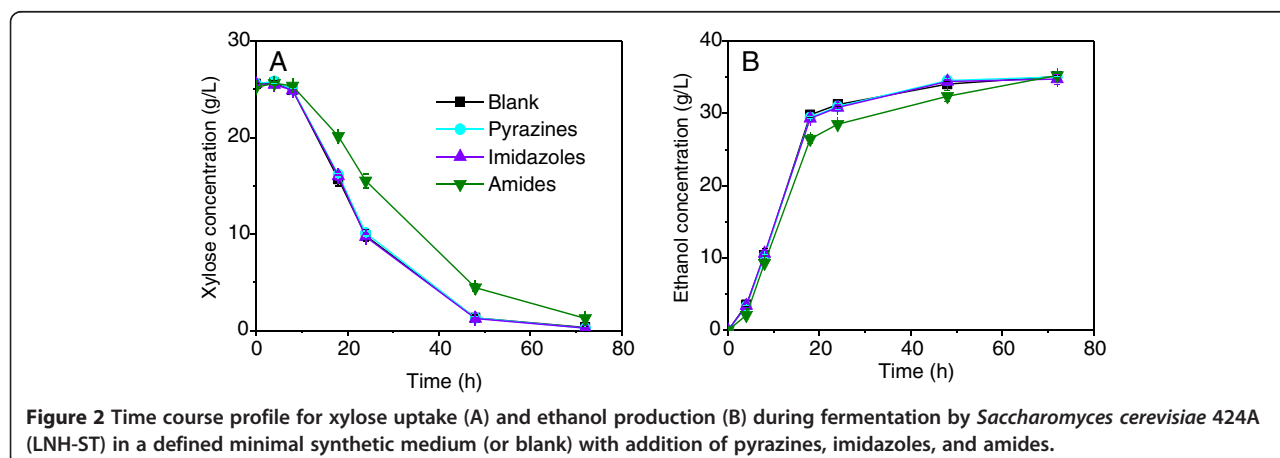 A
30
20
10
0
Xylose concentration (g/L)
0 20 40 60 80
Time (h)
Blank
Pyrazines
Imidazoles
Amides
B
40
30
20
10
0
Ethanol concentration (g/L)
0 20 40 60 80
Time (h)
Figure 2 Time course profile for xylose uptake (A) and ethanol production (B) during fermentation by Saccharomyces cerevisiae 424A
(LNH-ST) in a defined minimal synthetic medium (or blank) with addition of pyrazines, imidazoles, and amides.